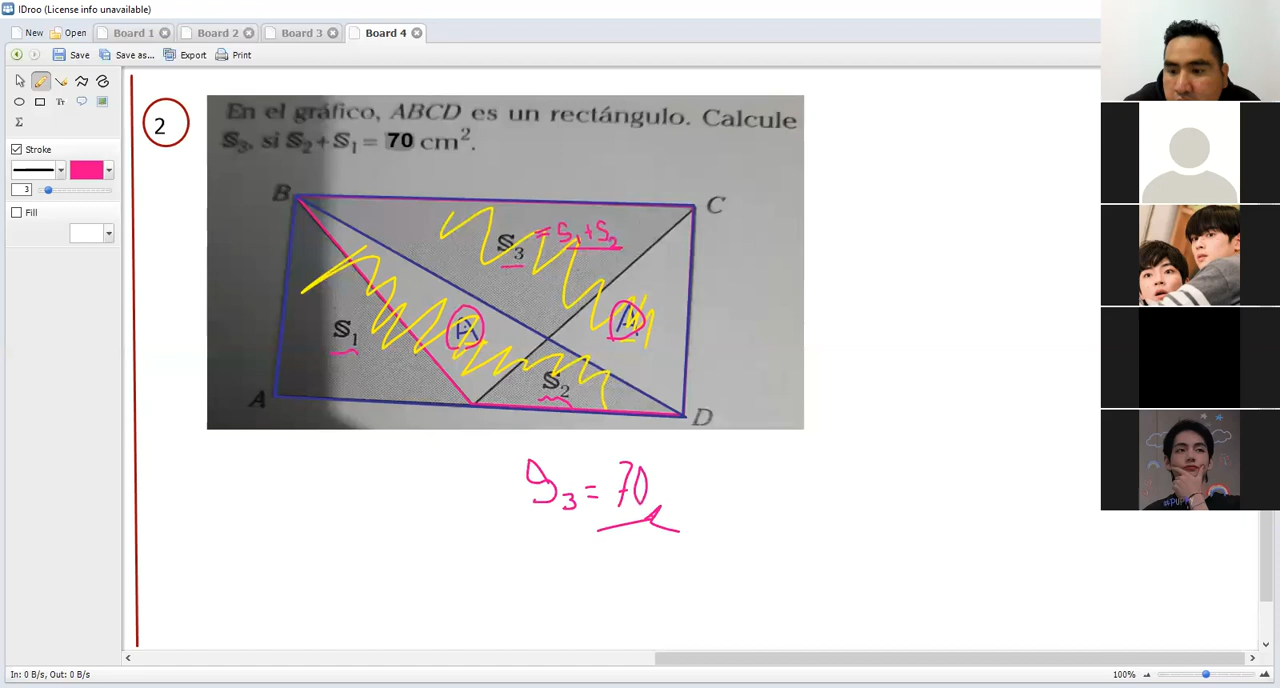 IDroo (License info unavailable)
New Open Board 1 Board 2 Board 3 Board 4
Save Save as... Export Print
Tr
Σ
Stroke
3
Fill
2
En el gráfico, ABCD es un rectángulo. Calcule
S₃, si S₂+S₁= 70 cm².
B
C
S₃ = S₁+S₂
S₁
A
A
S₂
A
D
S₃ = 70
In: 0 B/s, Out: 0 B/s
100%